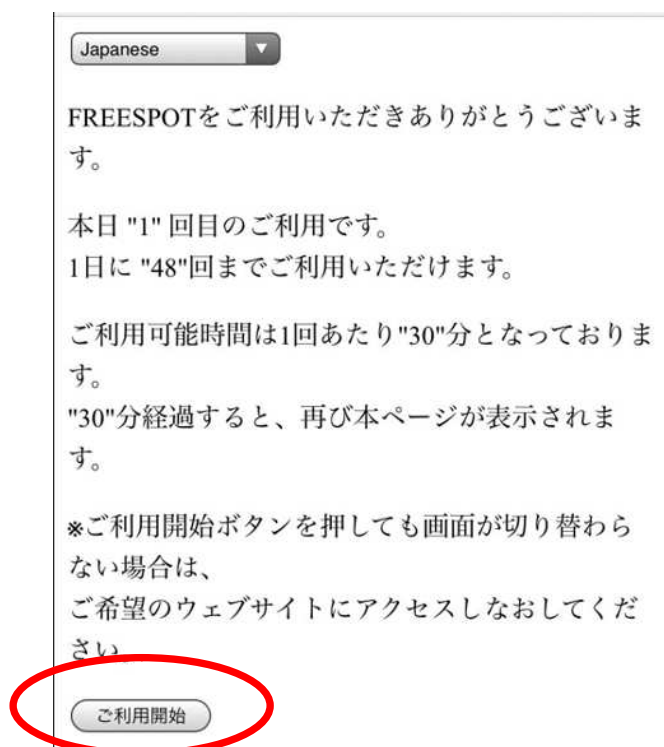 Japanese
FREESPOTをご利用いただきありがとうございま
す。
本日 "1" 回目のご利用です。
1日に "48"回までご利用いただけます。
ご利用可能時間は1回あたり"30"分となっておりま
す。
"30"分経過すると、再び本ページが表示されま
す。
※ご利用開始ボタンを押しても画面が切り替わら
ない場合は、
ご希望のウェブサイトにアクセスしなおしてくだ
さい。
ご利用開始